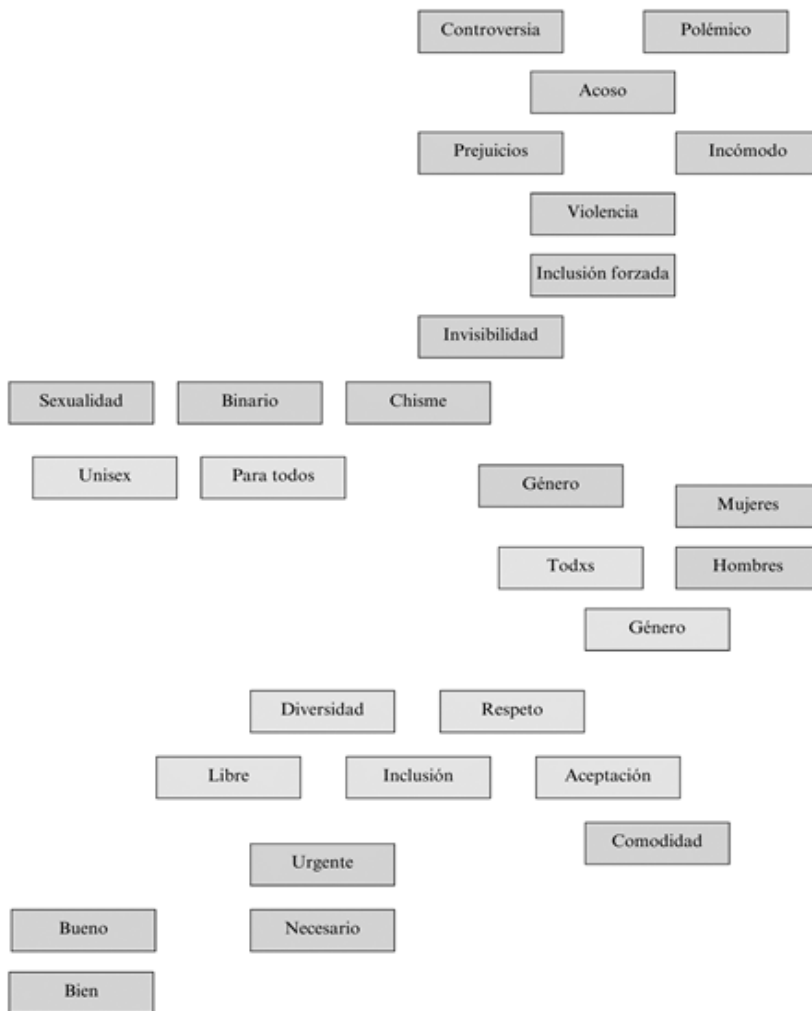 Controversia
Polémico
Acoso
Prejuicios
Incómodo
Violencia
Inclusión forzada
Invisibilidad
Sexualidad
Binario
Chisme
Unisex
Para todos
Género
Mujeres
Todxs
Hombres
Género
Diversidad
Respeto
Libre
Inclusión
Aceptación
Comodidad
Urgente
Bueno
Necesario
Bien